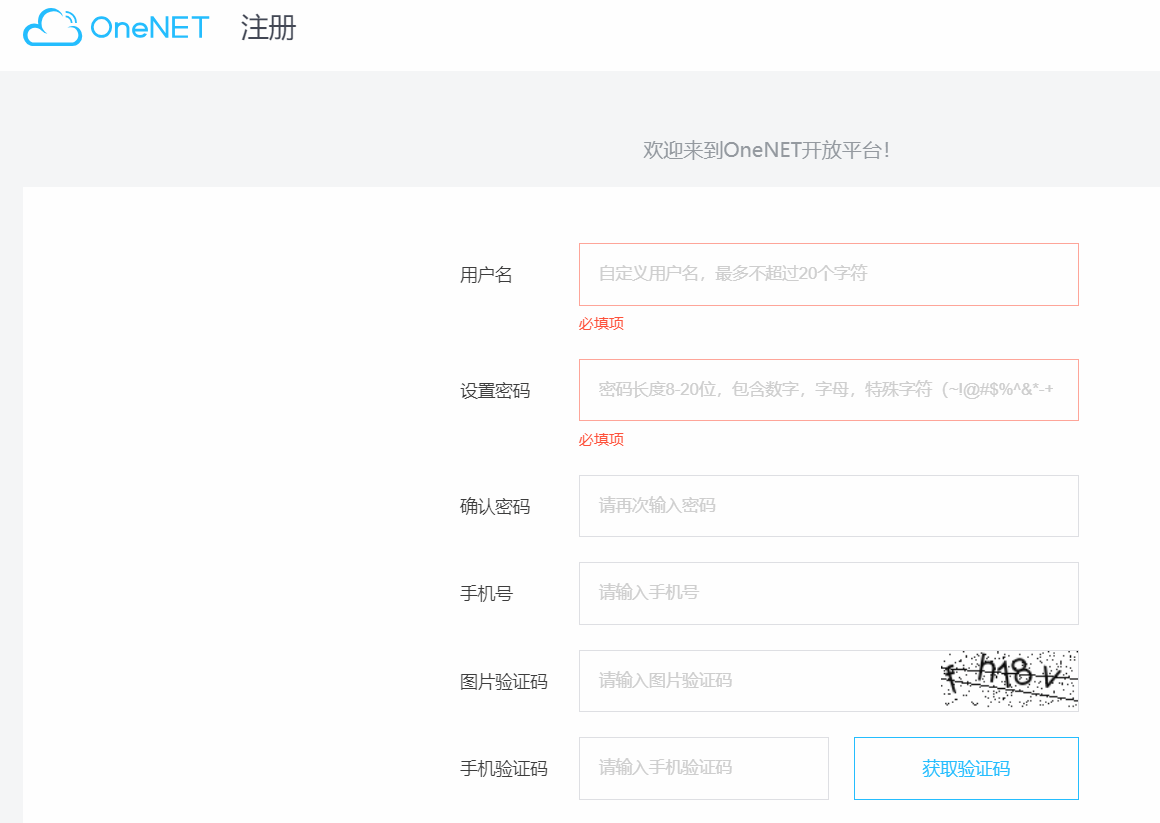 OneNET 注册
欢迎来到OneNET开放平台！
用户名 自定义用户名，最多不超过20个字符
必填项
设置密码 密码长度8-20位，包含数字，字母，特殊字符（~!@#$%^&*-+
必填项
确认密码 请再次输入密码
手机号 请输入手机号
图片验证码 请输入图片验证码
手机验证码 请输入手机验证码 获取验证码